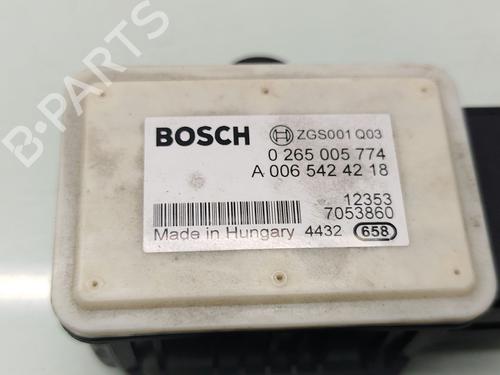 BOSCH ZGS001 Q03
0 265 005 774
A 006 542 42 18
12353
7053860
Made in Hungary 4432 658
B-PARTS